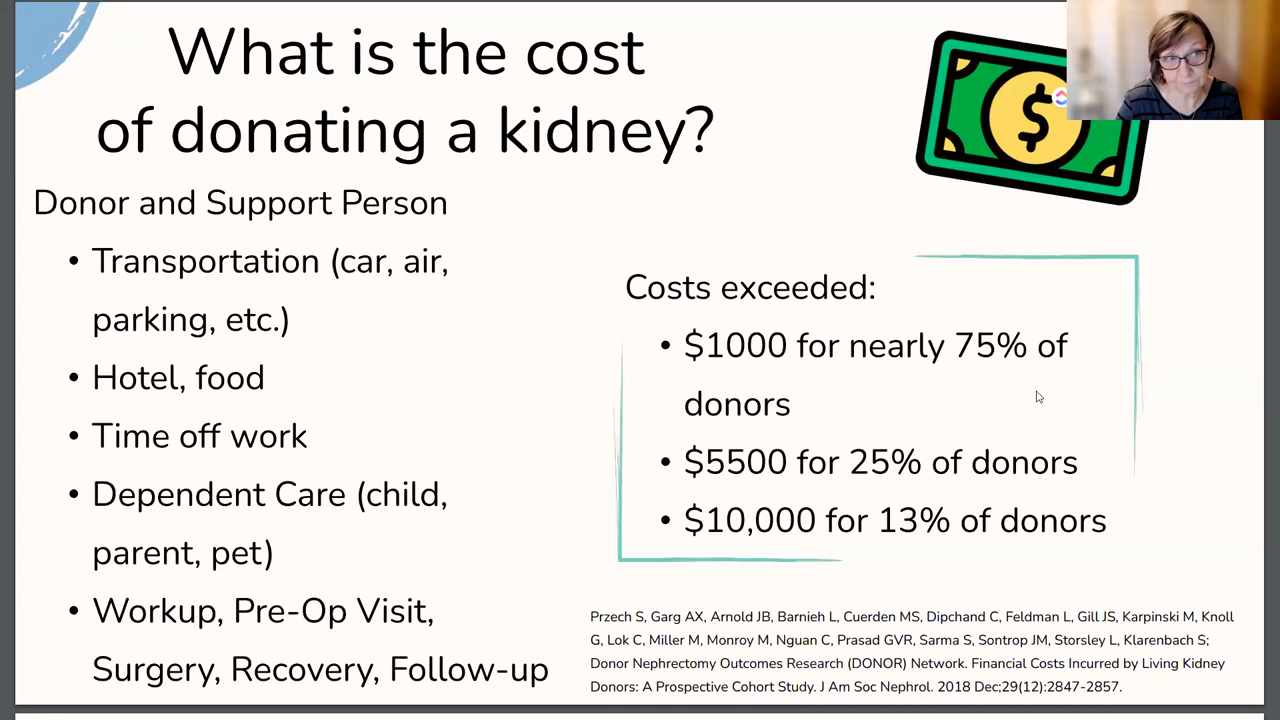 What is the cost
of donating a kidney?
$
Donor and Support Person
• Transportation (car, air,
parking, etc.)
• Hotel, food
• Time off work
• Dependent Care (child,
parent, pet)
• Workup, Pre-Op Visit,
Surgery, Recovery, Follow-up
Costs exceeded:
• $1000 for nearly 75% of
donors
• $5500 for 25% of donors
• $10,000 for 13% of donors
Przech S, Garg AX, Arnold JB, Barnieh L, Cuerden MS, Dipchand C, Feldman L, Gill JS, Karpinski M, Knoll
G, Lok C, Miller M, Monroy M, Nguan C, Prasad GVR, Sarma S, Sontrop JM, Storsley L, Klarenbach S;
Donor Nephrectomy Outcomes Research (DONOR) Network. Financial Costs Incurred by Living Kidney
Donors: A Prospective Cohort Study. J Am Soc Nephrol. 2018 Dec;29(12):2847-2857.